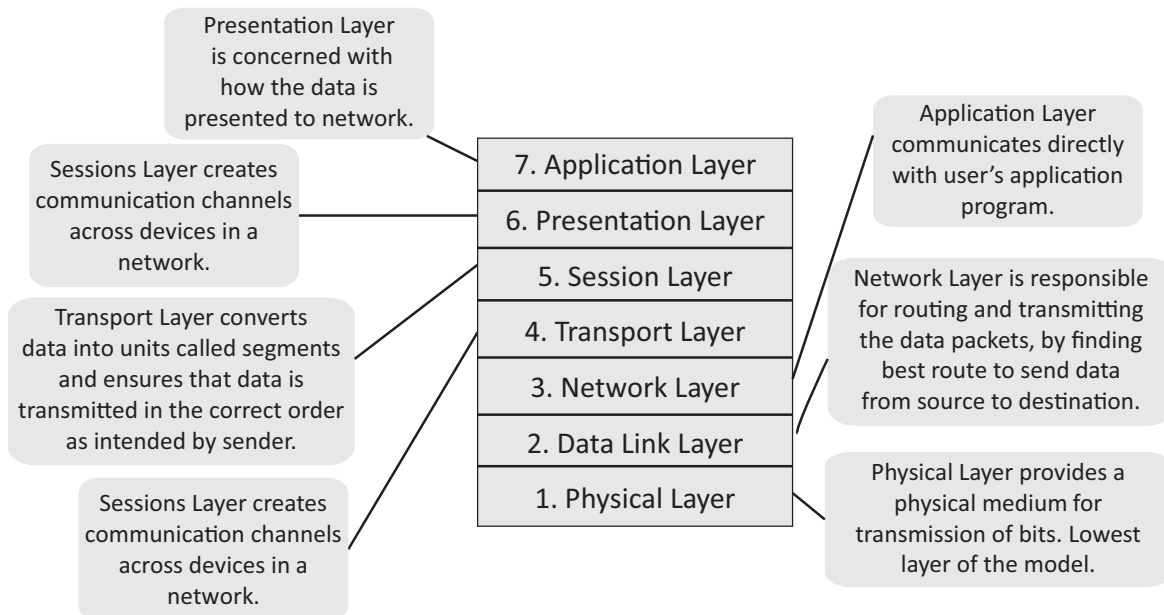 Presentation Layer
is concerned with
how the data is
presented to network.
Sessions Layer creates
communication channels
across devices in a
network.
Transport Layer converts
data into units called segments
and ensures that data is
transmitted in the correct order
as intended by sender.
Sessions Layer creates
communication channels
across devices in a
network.
7. Application Layer
6. Presentation Layer
5. Session Layer
4. Transport Layer
3. Network Layer
2. Data Link Layer
1. Physical Layer
Application Layer
communicates directly
with user’s application
program.
Network Layer is responsible
for routing and transmitting
the data packets, by finding
best route to send data
from source to destination.
Physical Layer provides a
physical medium for
transmission of bits. Lowest
layer of the model.